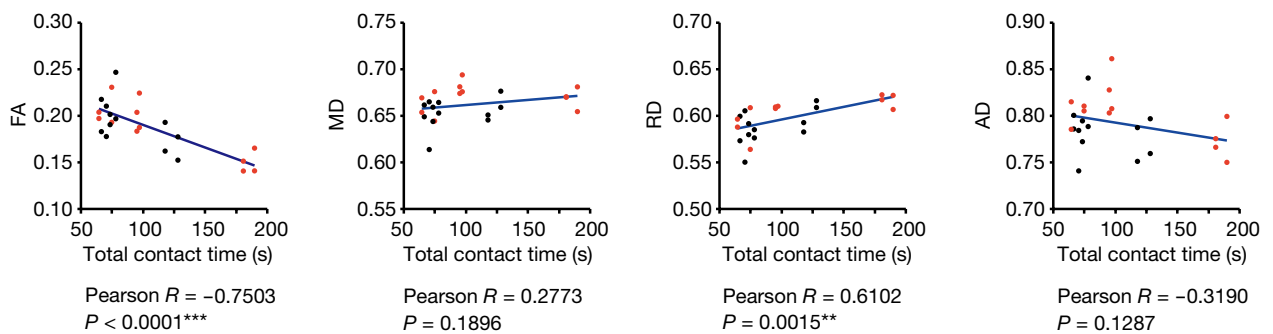 FA
0.30
0.25
0.20
0.15
0.10
50 100 150 200
Total contact time (s)
Pearson R = −0.7503
P < 0.0001***
MD
0.75
0.70
0.65
0.60
0.55
50 100 150 200
Total contact time (s)
Pearson R = 0.2773
P = 0.1896
RD
0.70
0.65
0.60
0.55
0.50
50 100 150 200
Total contact time (s)
Pearson R = 0.6102
P = 0.0015**
AD
0.90
0.85
0.80
0.75
0.70
50 100 150 200
Total contact time (s)
Pearson R = −0.3190
P = 0.1287